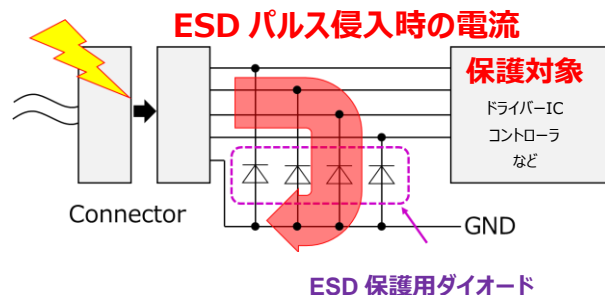 ESD パルス侵入時の電流
保護対象
ドライバーIC
コントローラ
など
Connector
GND
ESD 保護用ダイオード